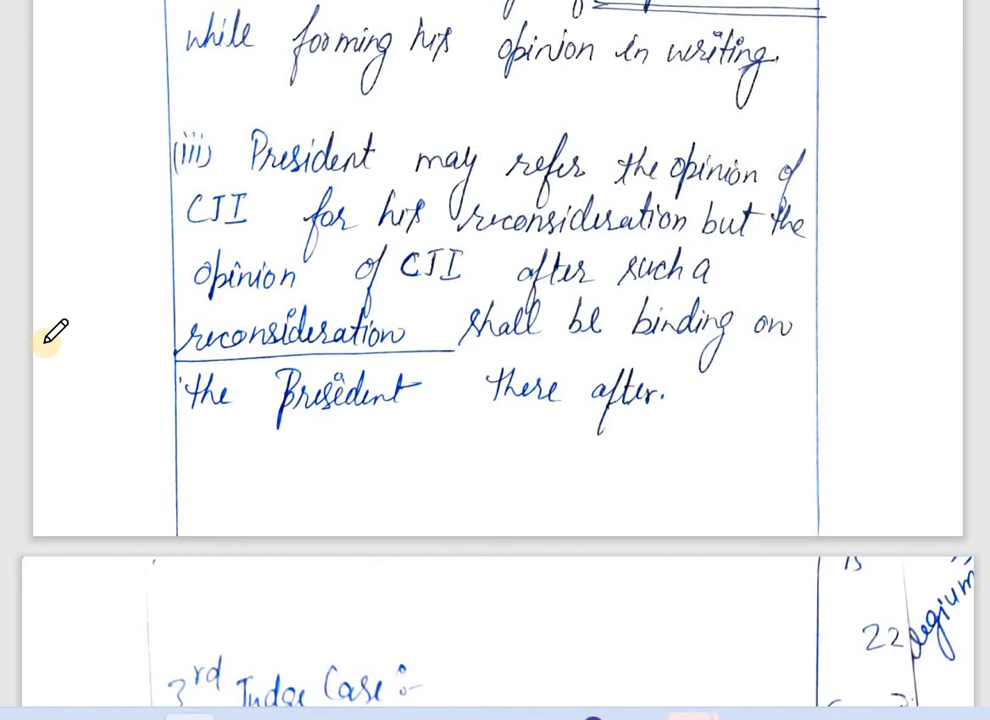 while forming his opinion in writing.
(iii) President may refer the opinion of
CJI for his reconsideration but the
opinion of CJI after such a
reconsideration shall be binding on
the President there after.
22
3rd Judge Case :-